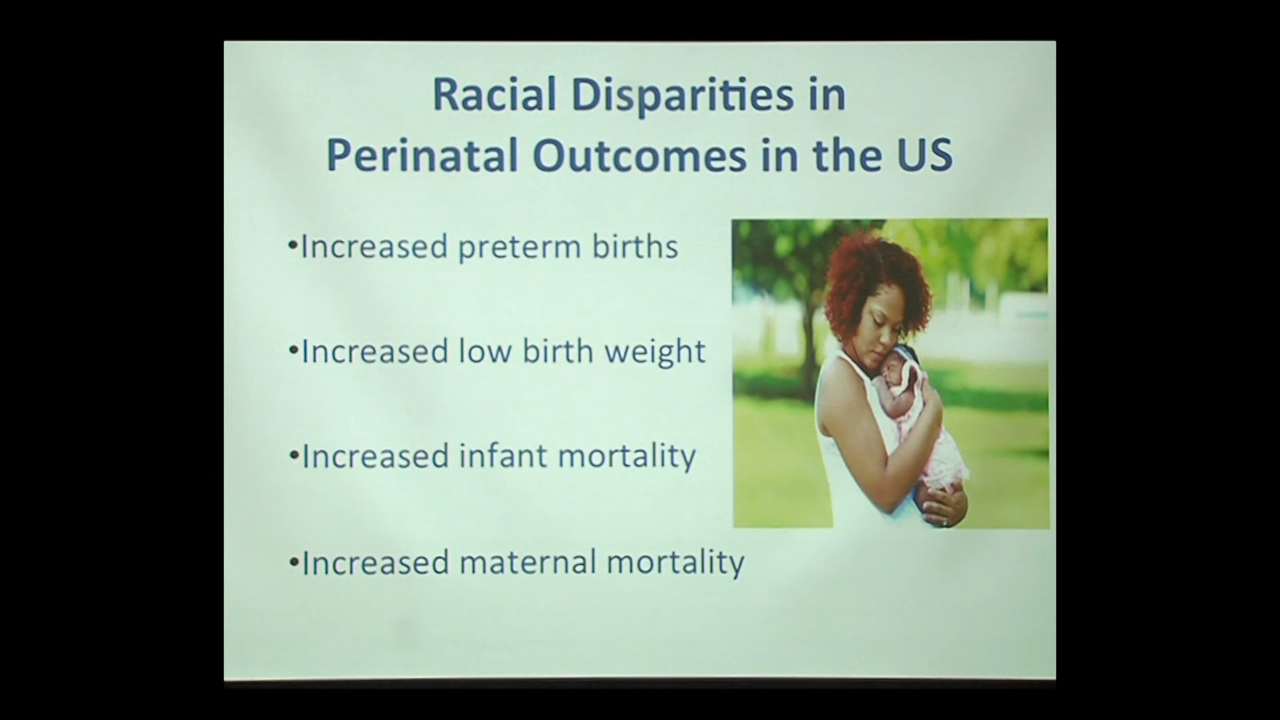 Racial Disparities in
Perinatal Outcomes in the US
•Increased preterm births
•Increased low birth weight
•Increased infant mortality
•Increased maternal mortality